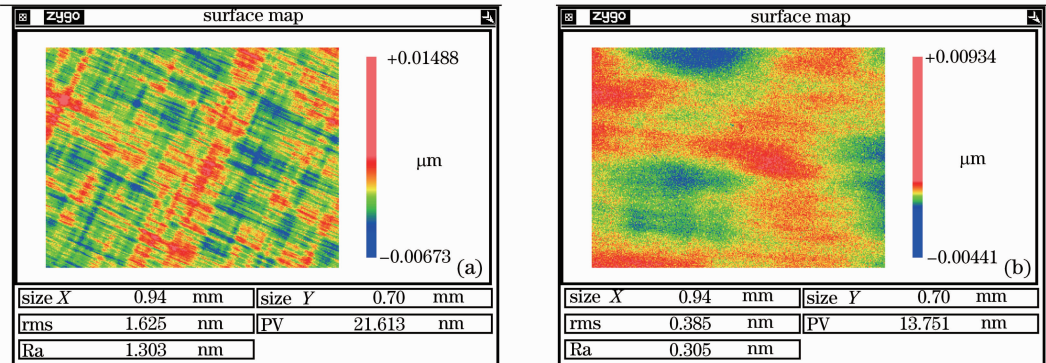 zygo surface map
+0.01488
μm
−0.00673
(a)
size X 0.94 mm size Y 0.70 mm
rms 1.625 nm PV 21.613 nm
Ra 1.303 nm
zygo surface map
+0.00934
μm
−0.00441
(b)
size X 0.94 mm size Y 0.70 mm
rms 0.385 nm PV 13.751 nm
Ra 0.305 nm